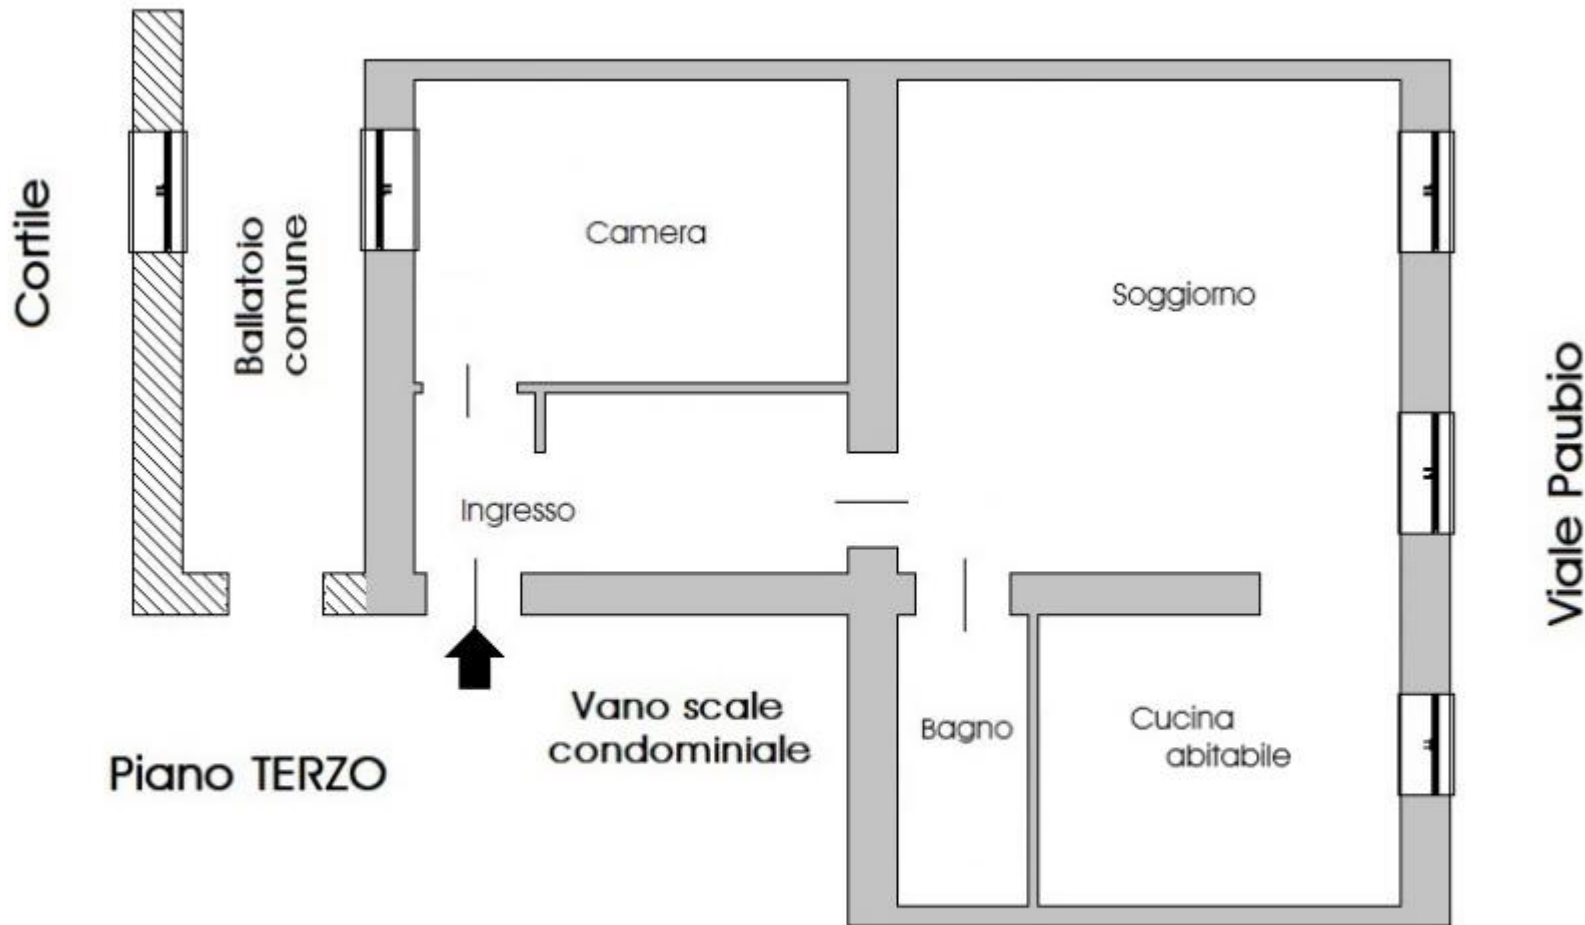 Cortile
Ballatoio
comune
Camera
Soggiorno
Viale Paubio
Ingresso
Vano scale
condominiale
Bagno
Cucina
abitabile
Piano TERZO